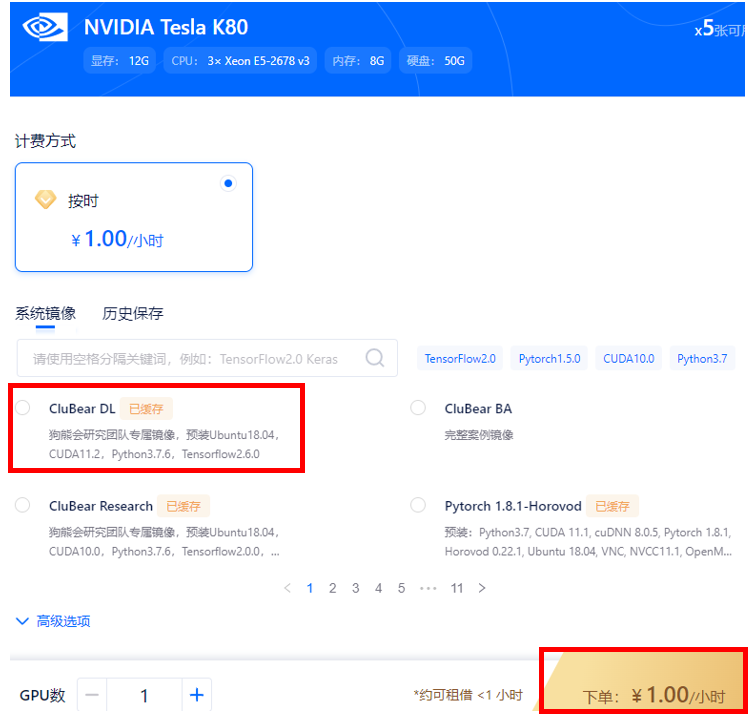 NVIDIA Tesla K80
x5张可用
显存: 12G CPU: 3× Xeon E5-2678 v3 内存: 8G 硬盘: 50G
计费方式
按时
¥1.00/小时
系统镜像 历史保存
请使用空格分隔关键词，例如：TensorFlow2.0 Keras TensorFlow2.0 Pytorch1.5.0 CUDA10.0 Python3.7
CluBear DL 已缓存
狗熊会研究团队专属镜像，预装Ubuntu18.04，
CUDA11.2，Python3.7.6，Tensorflow2.6.0
CluBear BA
完整案例镜像
CluBear Research 已缓存
狗熊会研究团队专属镜像，预装Ubuntu18.04，
CUDA10.0，Python3.7.6，Tensorflow2.0.0，...
Pytorch 1.8.1-Horovod 已缓存
预装：Python3.7, CUDA 11.1, cuDNN 8.0.5, Pytorch 1.8.1,
Horovod 0.22.1, Ubuntu 18.04, VNC, NVCC11.1, OpenM...
< 1 2 3 4 5 ··· 11 >
高级选项
GPU数 − 1 + *约可租借 <1 小时 下单: ¥1.00/小时